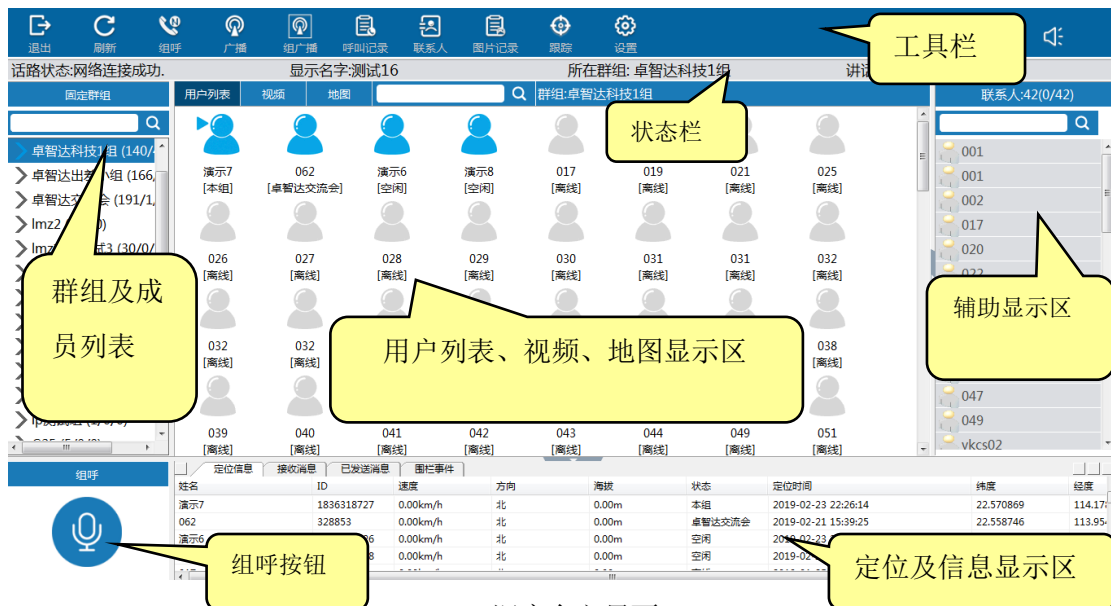 退出 刷新 组呼 广播 组广播 呼叫记录 联系人 图片记录 跟踪 设置
工具栏
话路状态:网络连接成功. 显示名字:测试16 所在群组: 卓智达科技1组
固定群组 用户列表 视频 地图 群组:卓智达科技1组 联系人:42(0/42)
状态栏
卓智达科技1组 (140/
卓智达出差小组 (166,
(191/1,
lmz2
(30/0/
群组及成
员列表
演示7 062 演示6 演示8 017 019 021 025
[本组] [卓智达交流会] [空闲] [空闲] [离线] [离线] [离线] [离线]
026 027 028 029 030 031 031 032
[离线] [离线] [离线] [离线] [离线] [离线] [离线] [离线]
032 032 038
[离线] [离线] [离线]
用户列表、视频、地图显示区
039 040 041 042 043 044 049 051
[离线] [离线] [离线] [离线] [离线] [离线] [离线] [离线]
001
001
002
017
020
辅助显示区
047
049
vkcs02
组呼
组呼按钮
定位信息 接收消息 已发送消息 围栏事件
姓名 ID 速度 方向 海拔 状态 定位时间 纬度 经度
演示7 1836318727 0.00km/h 北 0.00m 本组 2019-02-23 22:26:14 22.570869
062 328853 0.00km/h 北 0.00m 卓智达交流会 2019-02-21 15:39:25 22.558746 113.95
演示6 0.00km/h 北 0.00m 空闲 2019-02-23
0.00km/h 北 0.00m 空闲
定位及信息显示区